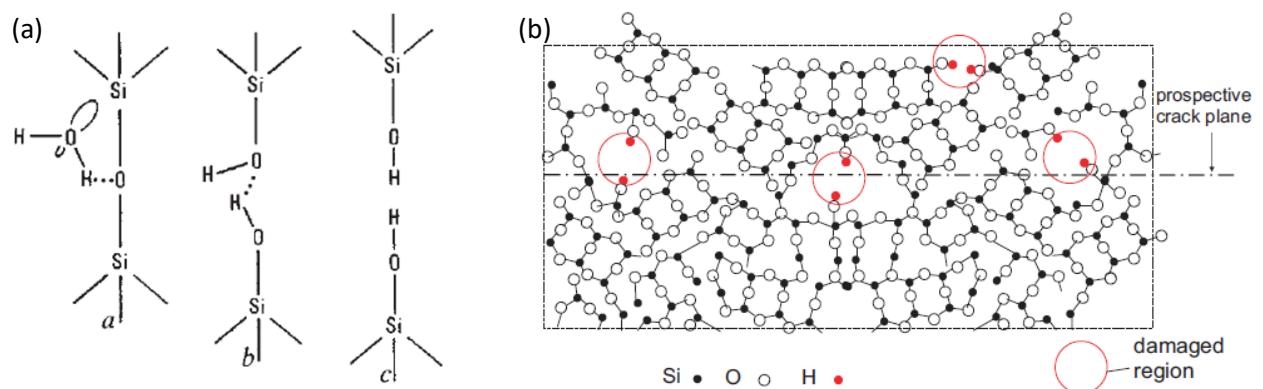 (a)
Si
H O
H O
Si
a
Si
H O
H
O
Si
b
Si
O
H
H
O
Si
c
(b)
prospective
crack plane
damaged
region
Si O H